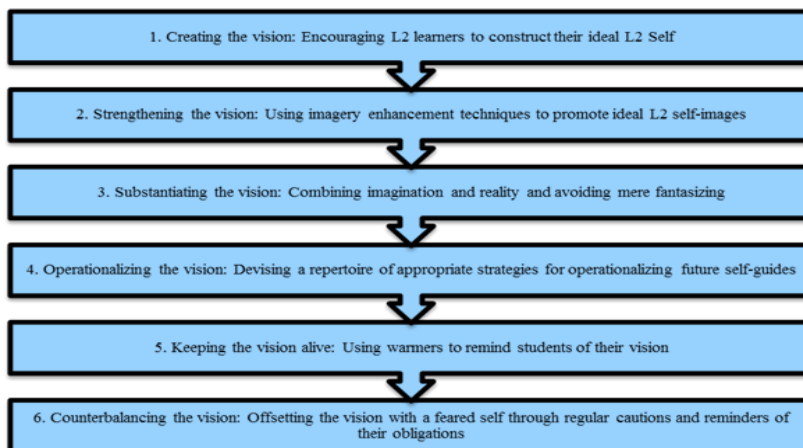 1. Creating the vision: Encouraging L2 learners to construct their ideal L2 Self
2. Strengthening the vision: Using imagery enhancement techniques to promote ideal L2 self-images
3. Substantiating the vision: Combining imagination and reality and avoiding mere fantasizing
4. Operationalizing the vision: Devising a repertoire of appropriate strategies for operationalizing future self-guides
5. Keeping the vision alive: Using warmers to remind students of their vision
6. Counterbalancing the vision: Offsetting the vision with a feared self through regular cautions and reminders of
their obligations